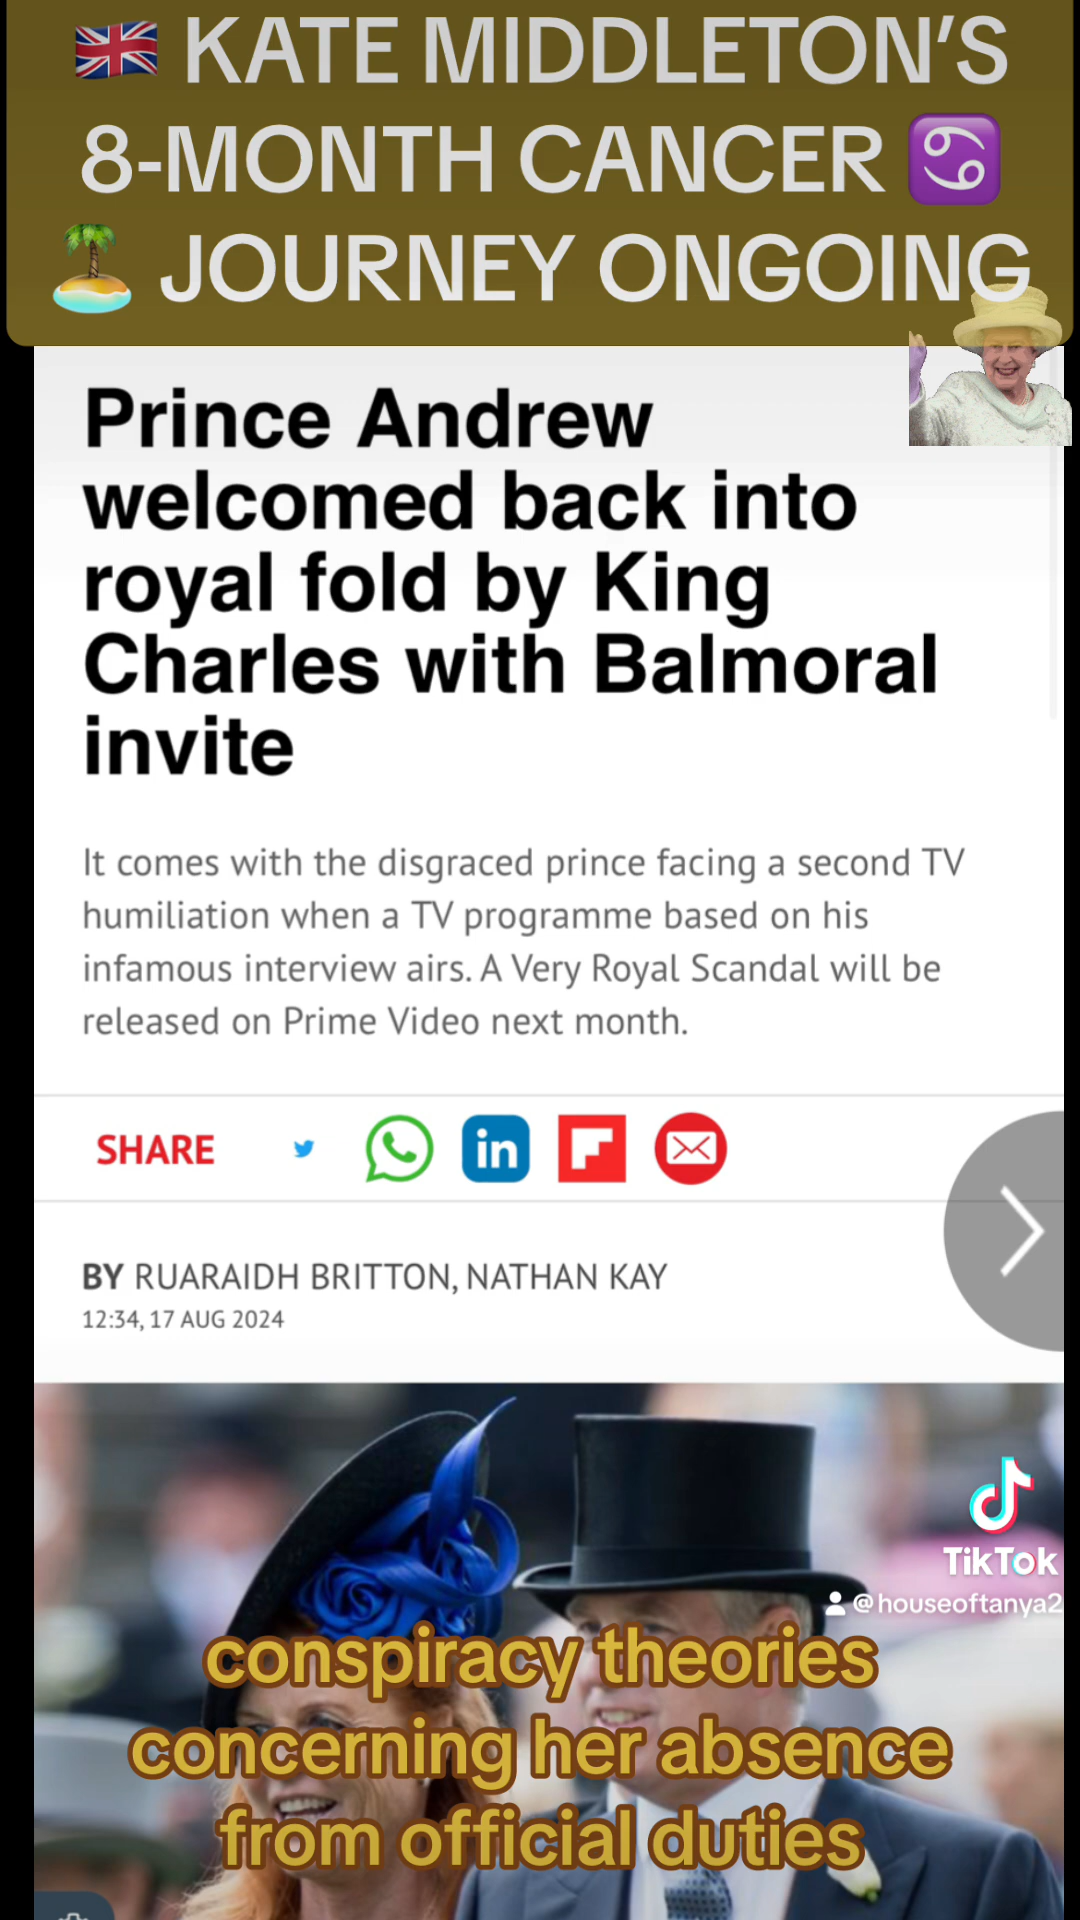 🇬🇧 KATE MIDDLETON'S
8-MONTH CANCER ♋
🏝️ JOURNEY ONGOING
Prince Andrew
welcomed back into
royal fold by King
Charles with Balmoral
invite
It comes with the disgraced prince facing a second TV
humiliation when a TV programme based on his
infamous interview airs. A Very Royal Scandal will be
released on Prime Video next month.
SHARE
in
BY RUARAIDH BRITTON, NATHAN KAY
12:34, 17 AUG 2024
TikTok
@houseoftanya2
conspiracy theories
concerning her absence
from official duties